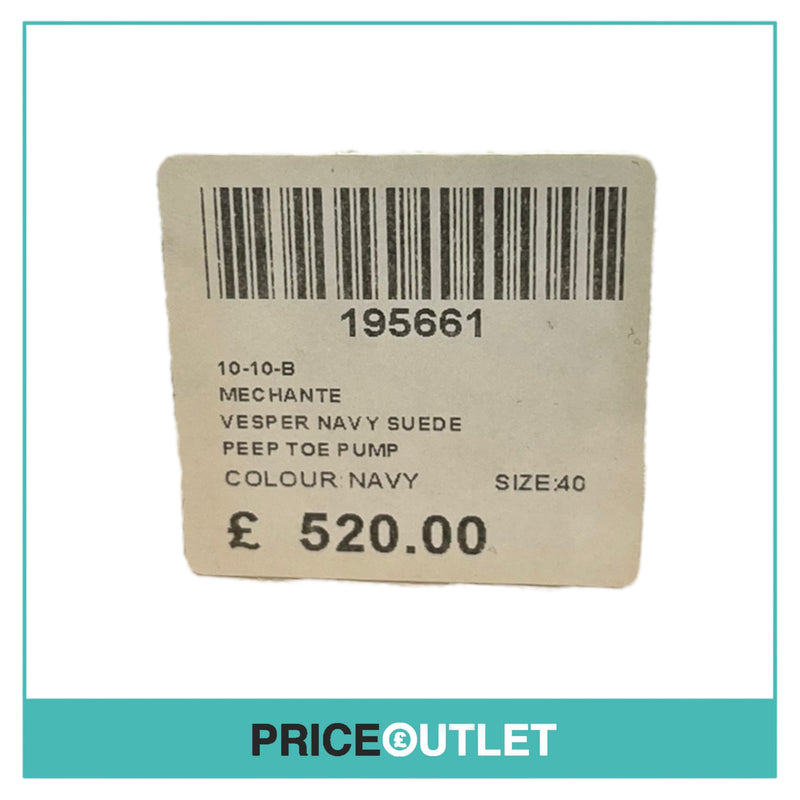 195661
10-10-B
MECHANTE
VESPER NAVY SUEDE
PEEP TOE PUMP
COLOUR:NAVY SIZE:40
£ 520.00
PRICE£OUTLET